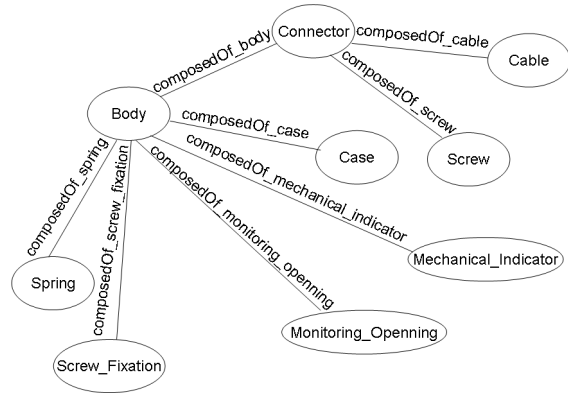 Connector
composedOf_cable
Cable
composedOf_body
composedOf_screw
Screw
Body
composedOf_case
Case
composedOf_mechanical_indicator
Mechanical_Indicator
composedOf_monitoring_openning
Monitoring_Openning
composedOf_spring
Spring
composedOf_screw_fixation
Screw_Fixation